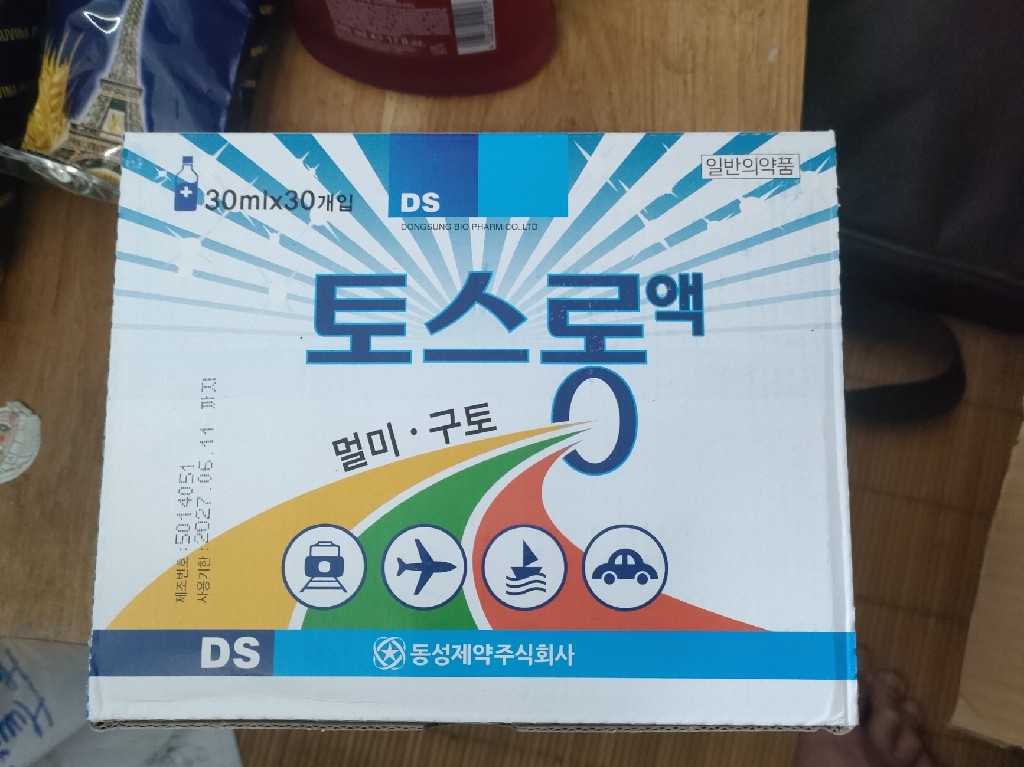 일반의약품
30mlx30개입
DS
DONGSUNG BIO PHARM.CO.,LTD
토스롱액
멀미 · 구토
제조번호 : 5014051
사용기한 : 2027.06.11 까지
DS
동성제약주식회사